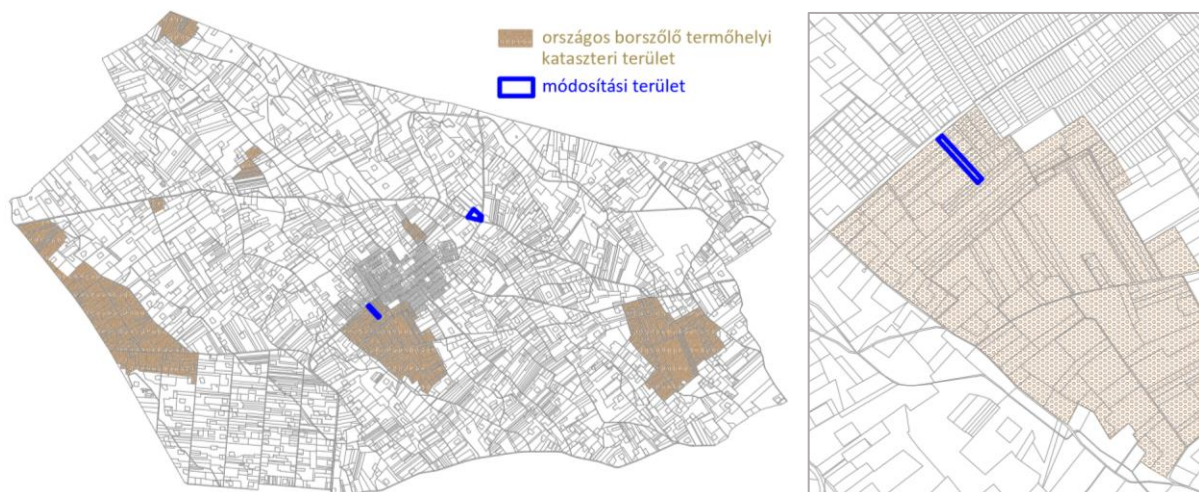 országos borszőlő termőhelyi
kataszteri terület
módosítási terület